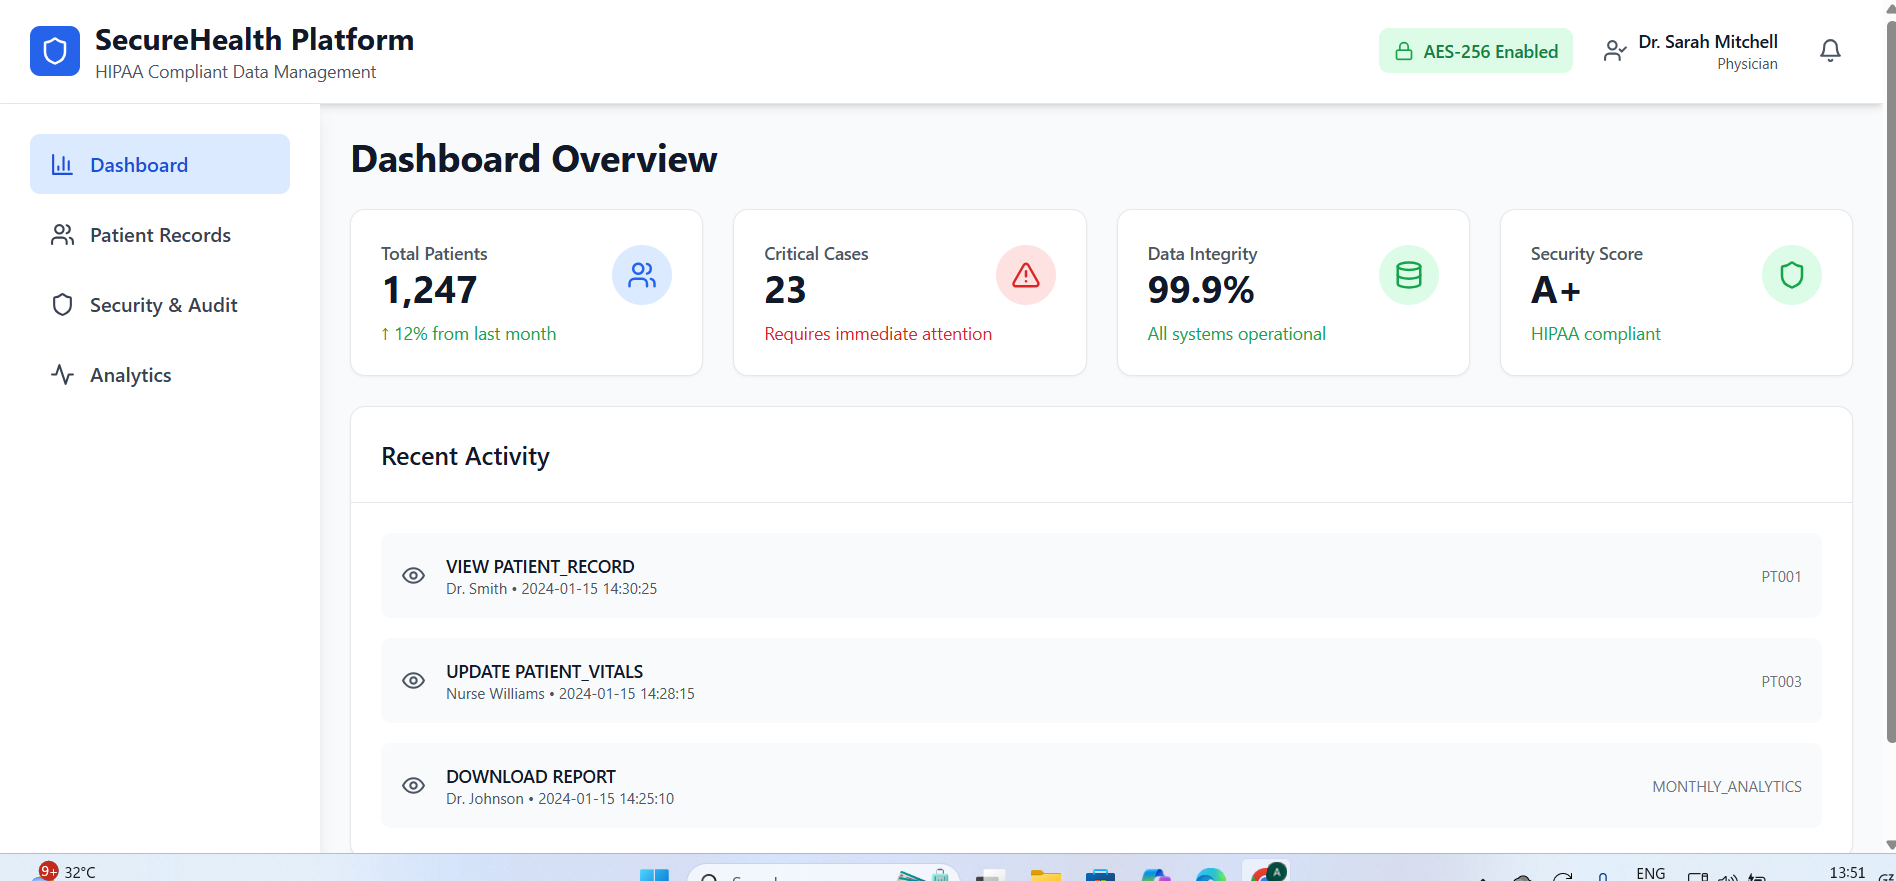 SecureHealth Platform
HIPAA Compliant Data Management
AES-256 Enabled
Dr. Sarah Mitchell
Physician
Dashboard
Patient Records
Security & Audit
Analytics
Dashboard Overview
Total Patients
1,247
↑ 12% from last month
Critical Cases
23
Requires immediate attention
Data Integrity
99.9%
All systems operational
Security Score
A+
HIPAA compliant
Recent Activity
VIEW PATIENT_RECORD
Dr. Smith • 2024-01-15 14:30:25
PT001
UPDATE PATIENT_VITALS
Nurse Williams • 2024-01-15 14:28:15
PT003
DOWNLOAD REPORT
Dr. Johnson • 2024-01-15 14:25:10
MONTHLY_ANALYTICS
9+
32°C
A
ENG
13:51